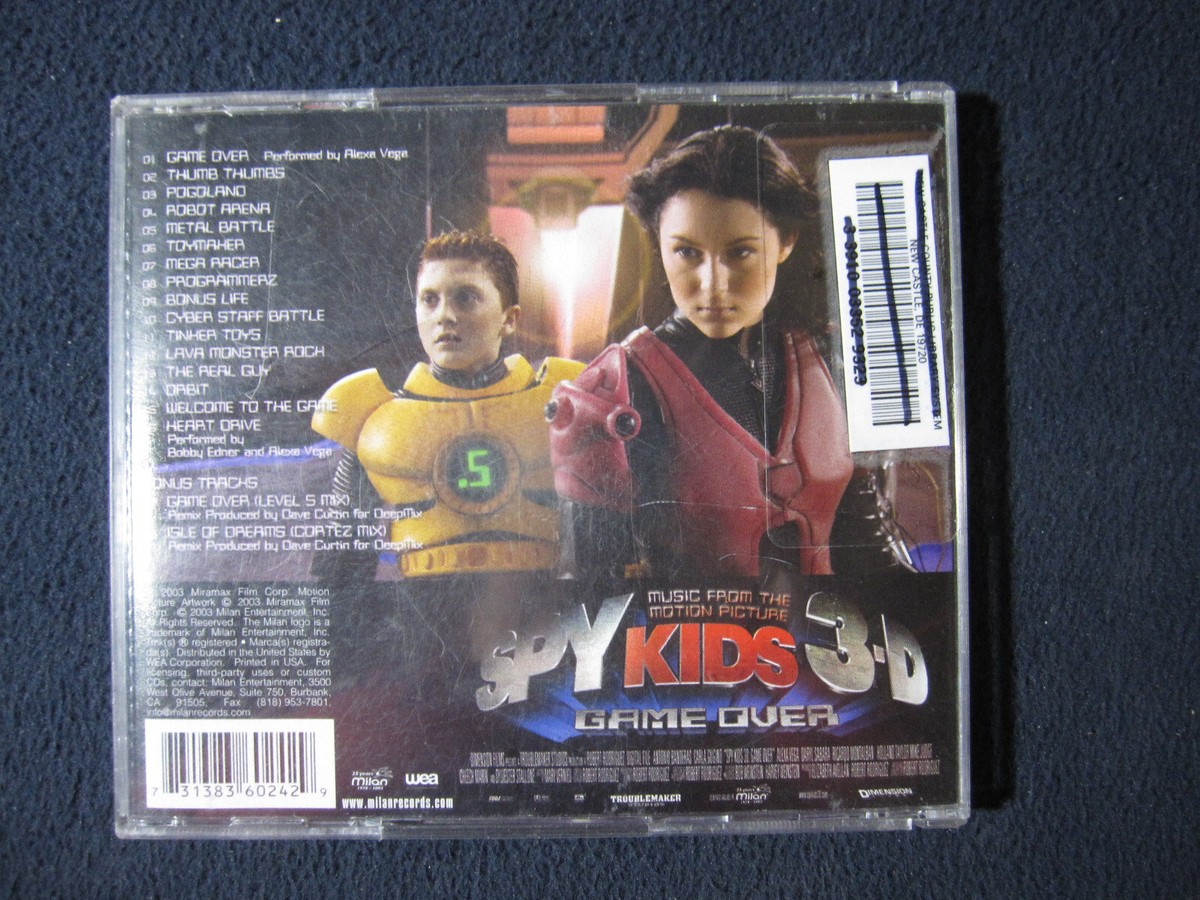 01 GAME OVER Performed by Alexa Vega
02 THUMB THUMBS
03 POGOLAND
04 ROBOT ARENA
05 METAL BATTLE
06 TOYMAKER
07 MEGA RACER
08 PROGRAMMERZ
09 BONUS LIFE
10 CYBER STAFF BATTLE
TINKER TOYS
LAVA MONSTER ROCK
THE REAL GUY
ORBIT
WELCOME TO THE GAME
HEART DRIVE
Performed by
Bobby Edner and Alexa Vega
ONUS TRACKS
GAME OVER (LEVEL 5 MIX)
Remix Produced by Dave Curtin for DeepMix
ISLE OF DREAMS (CORTEZ MIX)
Remix Produced by Dave Curtin for DeepMix
.5
NEW CASTLE, DE 19720
2003 Miramax Film Corp. Motion
Picture Artwork © 2003 Miramax Film
Corp. © 2003 Milan Entertainment, Inc.
All Rights Reserved. The Milan logo is a
trademark of Milan Entertainment, Inc.
Tmk(s) ® registered • Marca(s) registra-
da(s). Distributed in the United States by
WEA Corporation. Printed in USA. For
licensing, third-party uses or custom
CDs, contact: Milan Entertainment, 3500
West Olive Avenue, Suite 750, Burbank,
CA 91505, Fax (818) 953-7801,
info@milanrecords.com
MUSIC FROM THE
MOTION PICTURE
SPY KIDS 3-D
GAME OVER
7 31383 60242 9
milan wea
www.milanrecords.com
TROUBLEMAKER
STUDIOS
milan
DIMENSION